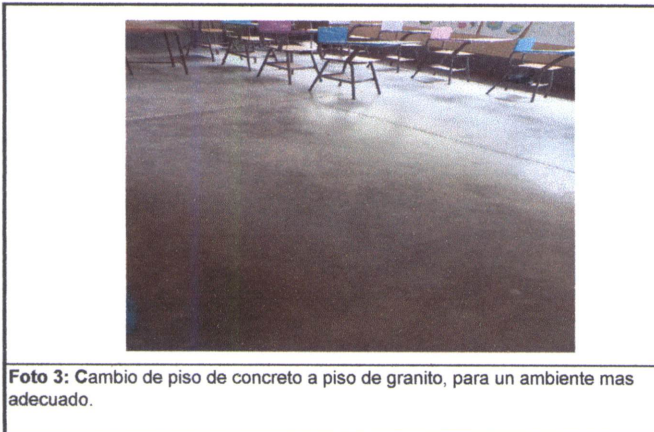 Foto 3: Cambio de piso de concreto a piso de granito, para un ambiente mas
adecuado.